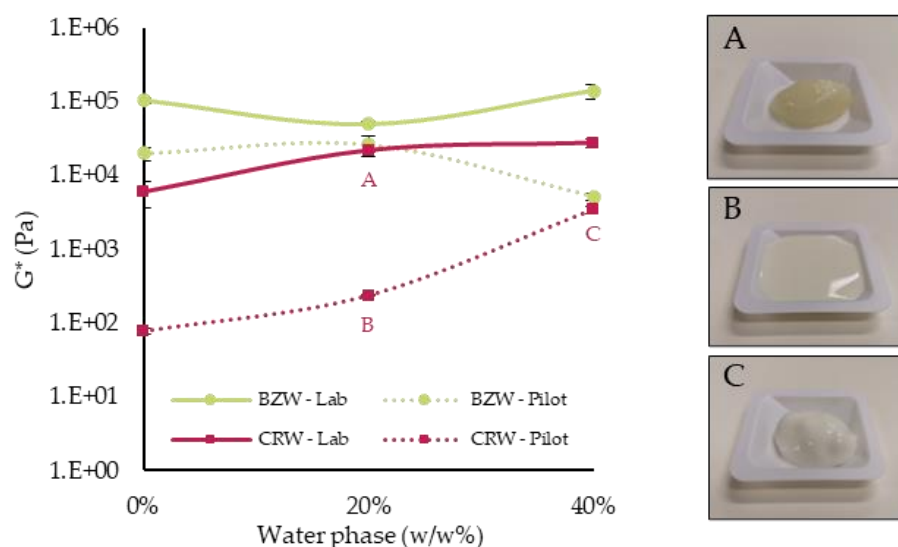 1.E+06
1.E+05
1.E+04
1.E+03
1.E+02
1.E+01
1.E+00
G* (Pa)
A
B
C
BZW - Lab
BZW - Pilot
CRW - Lab
CRW - Pilot
0%
20%
40%
Water phase (w/w%)
A
B
C